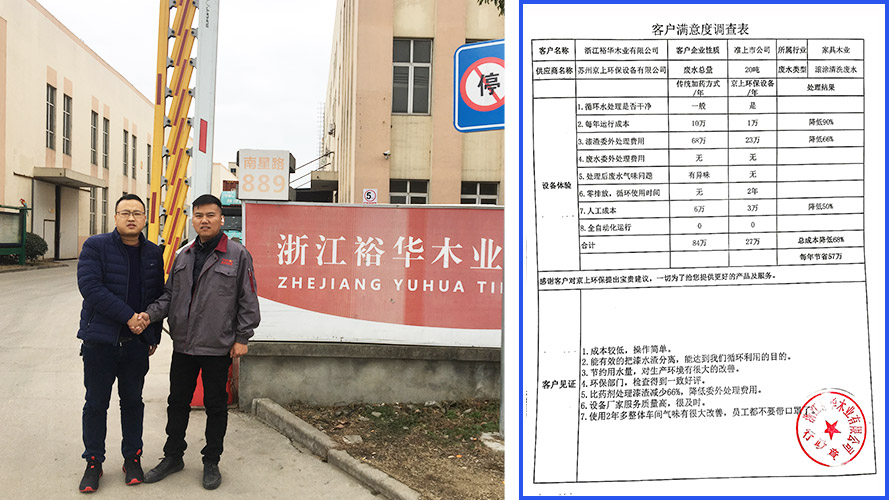 停
南星路
889
5
浙江裕华木业
ZHEJIANG YUHUA TI
客户满意度调查表
客户名称 浙江裕华木业有限公司 客户企业性质 准上市公司 所属行业 家具木业
供应商名称 苏州京上环保设备有限公司 废水总量 20吨 废水类型 滚涂清洗废水
设备体验 传统加药方式/年 京上环保设备/年 处理结果
1.循环水处理是否干净 一般 是
2.每年运行成本 10万 1万 降低90%
3.漆渣委外处理费用 68万 23万 降低66%
4.废水委外处理费用 无 无
5.处理后废水气味问题 有异味 无
6.零排放，循环使用时间 无 2年
7.人工成本 6万 3万 降低50%
8.全自动化运行 0 0
合计 84万 27万 总成本降低68%
每年节省57万
感谢客户对京上环保提出宝贵建议，一切为了给您提供更好的产品及服务。
客户见证
1.成本较低，操作简单。
2.能有效的把漆水渣分离，能达到我们循环利用的目的。
3.节约用水量，对生产环境有很大的改善。
4.环保部门，检查得到一致好评。
5.比药剂处理漆渣减少66%，降低委外处理费用。
6.设备厂家服务质量高，很及时。
7.使用2年多整体车间气味有很大改善，员工都不要带口罩了
木业有限公司